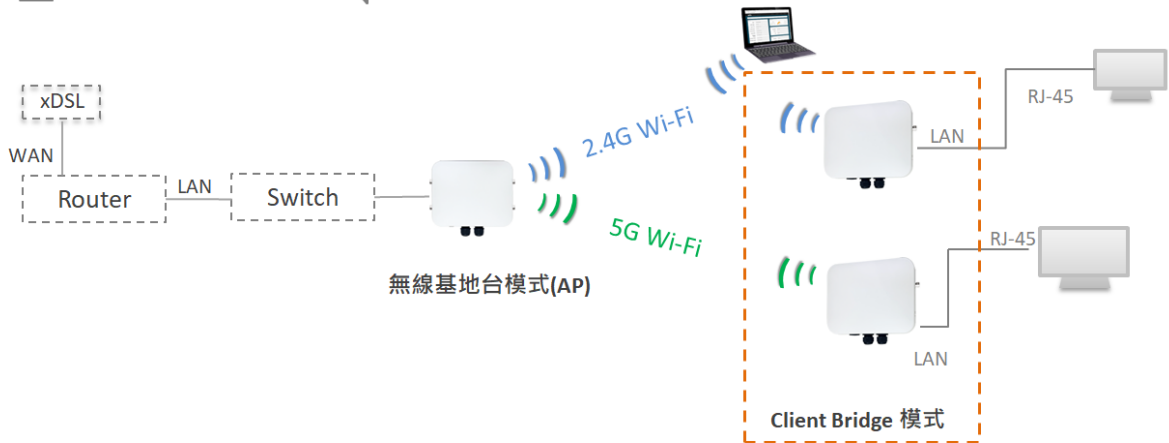 xDSL
WAN
Router
LAN
Switch
無線基地台模式(AP)
2.4G Wi-Fi
5G Wi-Fi
LAN
RJ-45
RJ-45
LAN
Client Bridge 模式